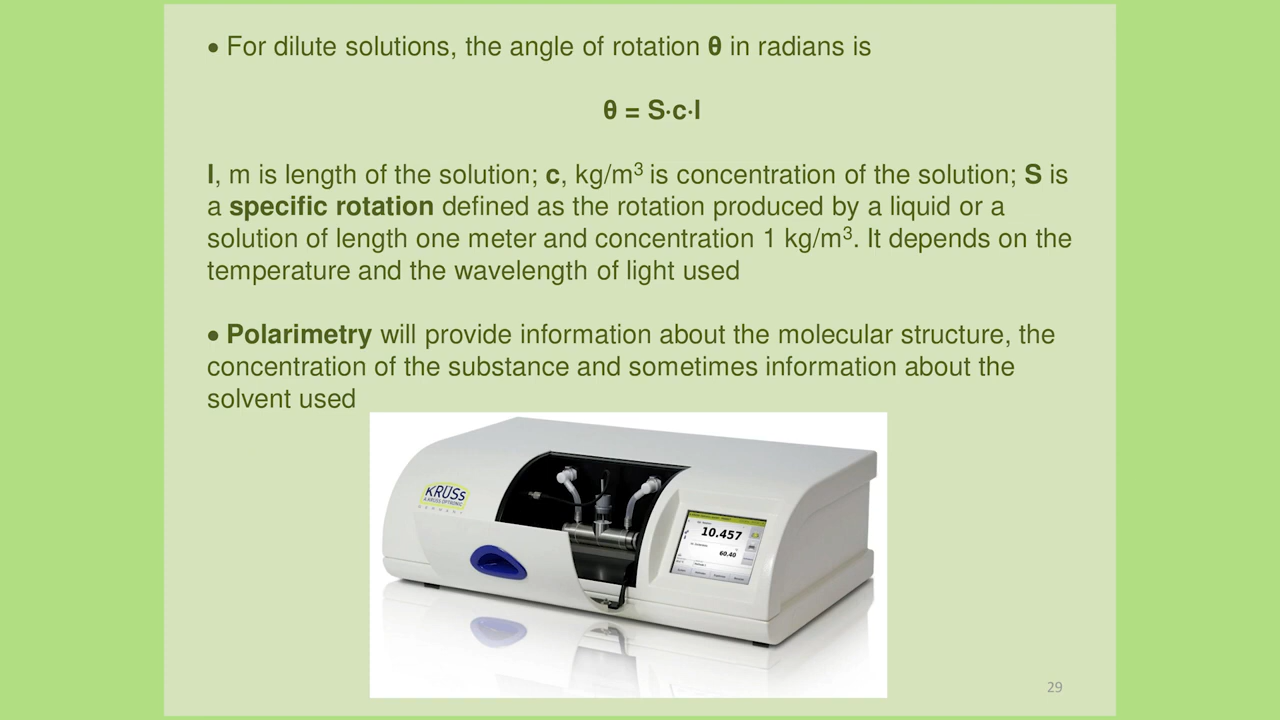 • For dilute solutions, the angle of rotation θ in radians is
θ = S·c·l
l, m is length of the solution; c, kg/m³ is concentration of the solution; S is
a specific rotation defined as the rotation produced by a liquid or a
solution of length one meter and concentration 1 kg/m³. It depends on the
temperature and the wavelength of light used
• Polarimetry will provide information about the molecular structure, the
concentration of the substance and sometimes information about the
solvent used
KRÜSS
A.KRÜSS OPTRONIC
GERMANY
10.457
60.40
29